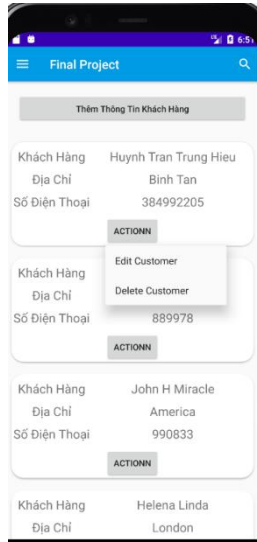 6:5
Final Project
Thêm Thông Tin Khách Hàng
Khách Hàng Huynh Tran Trung Hieu
Địa Chỉ Binh Tan
Số Điện Thoại 384992205
ACTIONN
Edit Customer
Delete Customer
Khách Hàng
Địa Chỉ
Số Điện Thoại 889978
ACTIONN
Khách Hàng John H Miracle
Địa Chỉ America
Số Điện Thoại 990833
ACTIONN
Khách Hàng Helena Linda
Địa Chỉ London